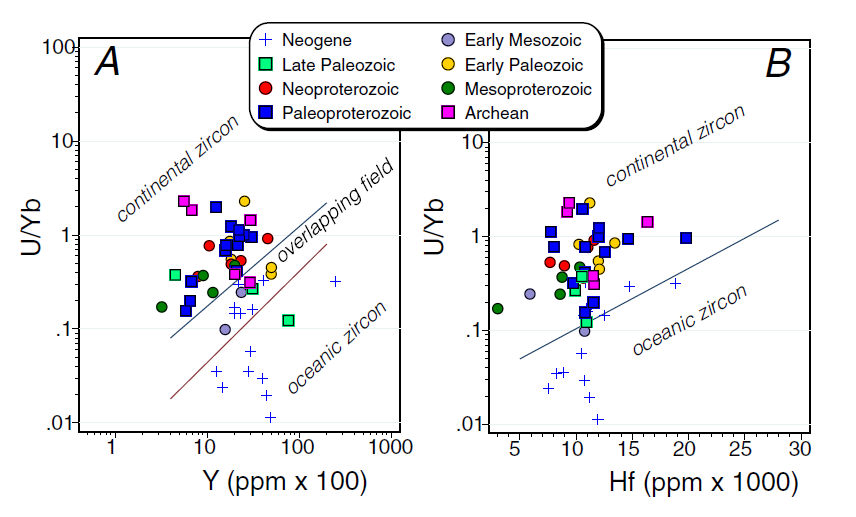 A
B
Neogene
Early Mesozoic
Late Paleozoic
Early Paleozoic
Neoproterozoic
Mesoproterozoic
Paleoproterozoic
Archean
100
10
1
.1
.01
U/Yb
continental zircon
overlapping field
oceanic zircon
1 10 100 1000
Y (ppm x 100)
10
1
.1
.01
U/Yb
continental zircon
oceanic zircon
5 10 15 20 25 30
Hf (ppm x 1000)